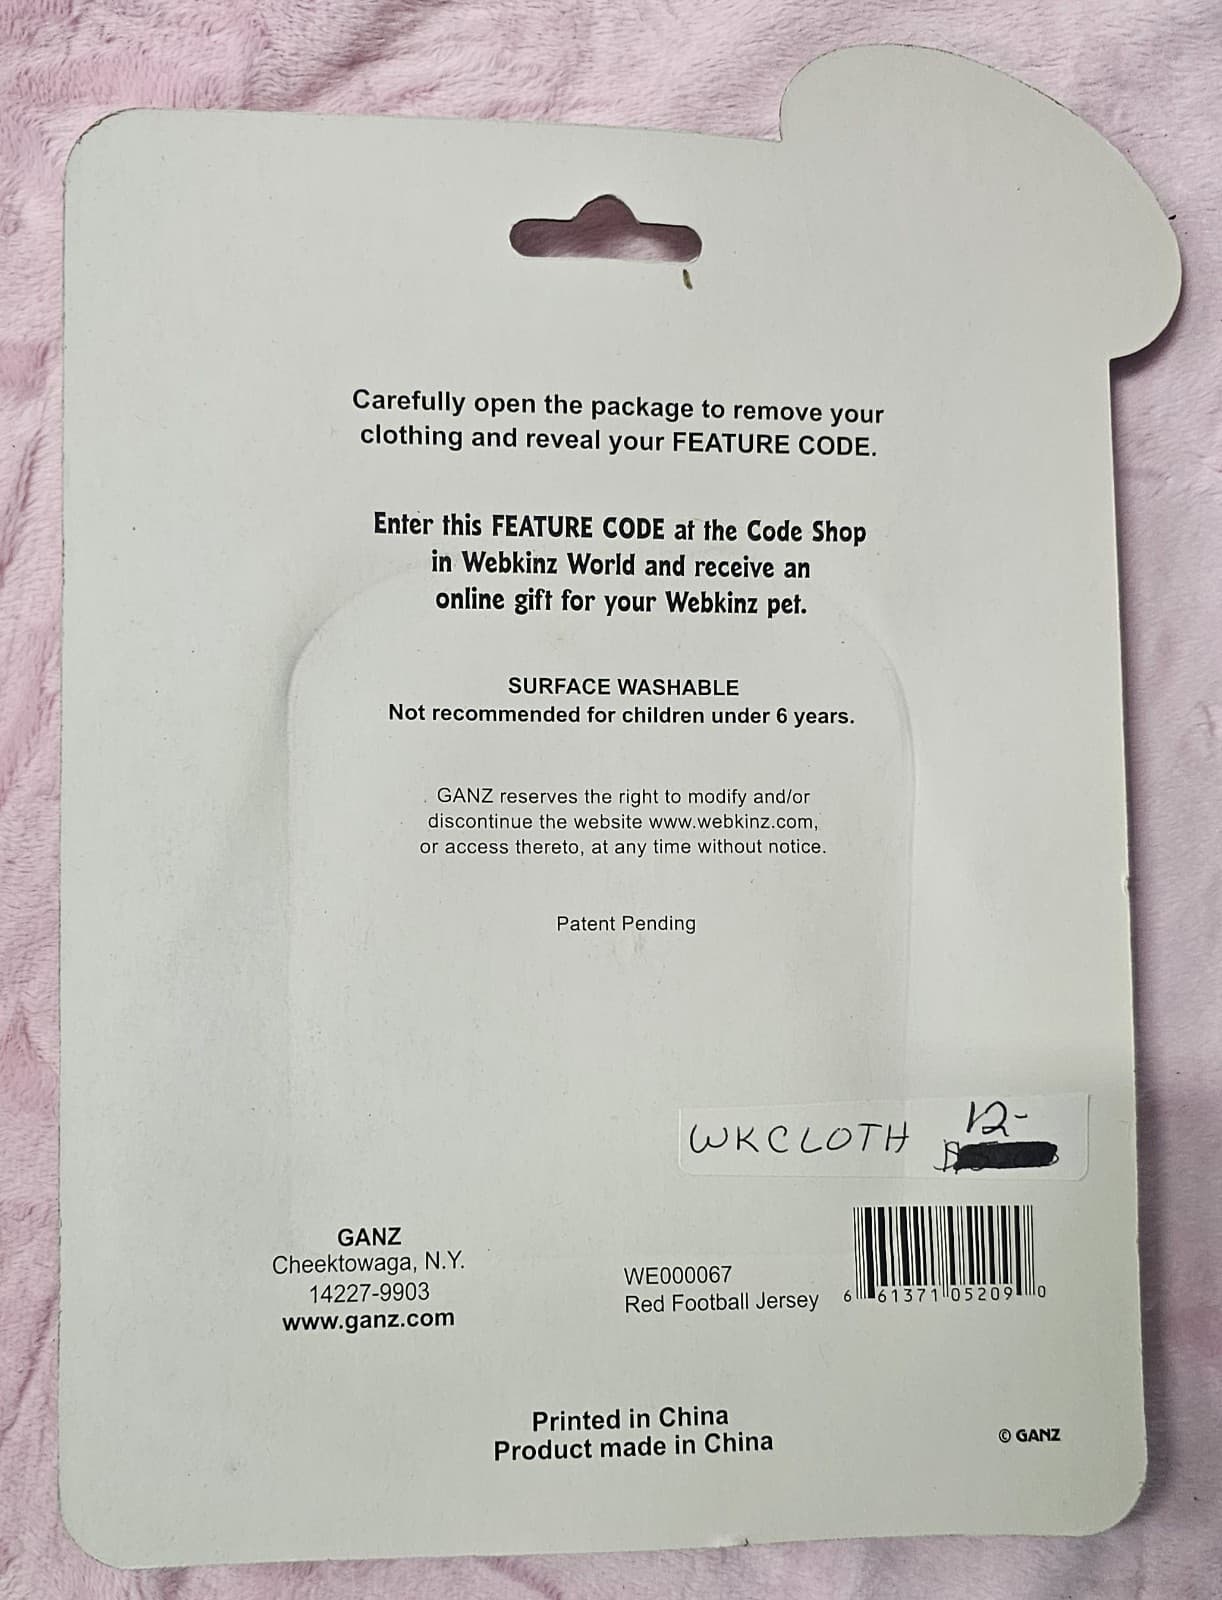 Carefully open the package to remove your
clothing and reveal your FEATURE CODE.
Enter this FEATURE CODE at the Code Shop
in Webkinz World and receive an
online gift for your Webkinz pet.
SURFACE WASHABLE
Not recommended for children under 6 years.
GANZ reserves the right to modify and/or
discontinue the website www.webkinz.com,
or access thereto, at any time without notice.
Patent Pending
WKCLOTH 12-
GANZ
Cheektowaga, N.Y.
14227-9903
www.ganz.com
WE000067
Red Football Jersey
6 61371 05209 0
Printed in China
Product made in China
© GANZ